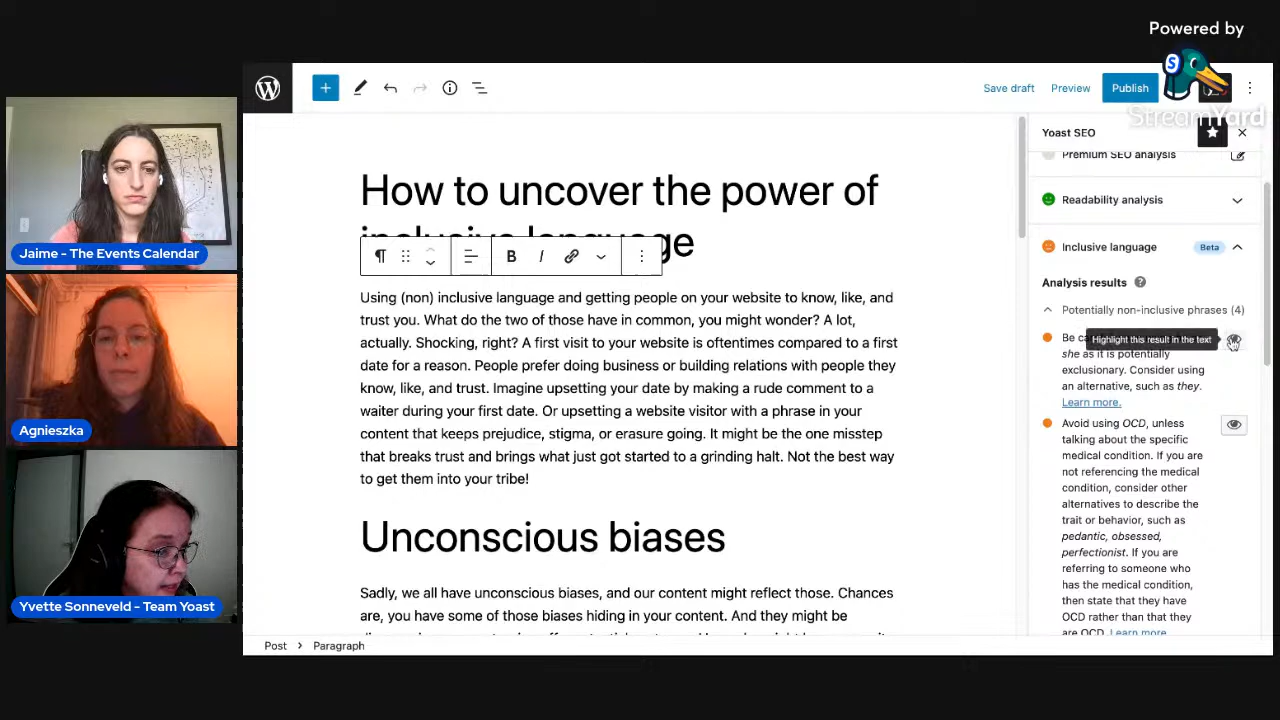 Powered by
StreamYard
Jaime - The Events Calendar
Agnieszka
Yvette Sonneveld - Team Yoast
Save draft
Preview
Publish
How to uncover the power of
B
I
Using (non) inclusive language and getting people on your website to know, like, and
trust you. What do the two of those have in common, you might wonder? A lot,
actually. Shocking, right? A first visit to your website is oftentimes compared to a first
date for a reason. People prefer doing business or building relations with people they
know, like, and trust. Imagine upsetting your date by making a rude comment to a
waiter during your first date. Or upsetting a website visitor with a phrase in your
content that keeps prejudice, stigma, or erasure going. It might be the one misstep
that breaks trust and brings what just got started to a grinding halt. Not the best way
to get them into your tribe!
Unconscious biases
Sadly, we all have unconscious biases, and our content might reflect those. Chances
are, you have some of those biases hiding in your content. And they might be
Post > Paragraph
Yoast SEO
Premium SEO analysis
Readability analysis
Inclusive language Beta
Analysis results
Potentially non-inclusive phrases (4)
Be
Highlight this result in the text
she as it is potentially
exclusionary. Consider using
an alternative, such as they.
Learn more.
Avoid using OCD, unless
talking about the specific
medical condition. If you are
not referencing the medical
condition, consider other
alternatives to describe the
trait or behavior, such as
pedantic, obsessed,
perfectionist. If you are
referring to someone who
has the medical condition,
then state that they have
OCD rather than that they
are OCD. Learn more.